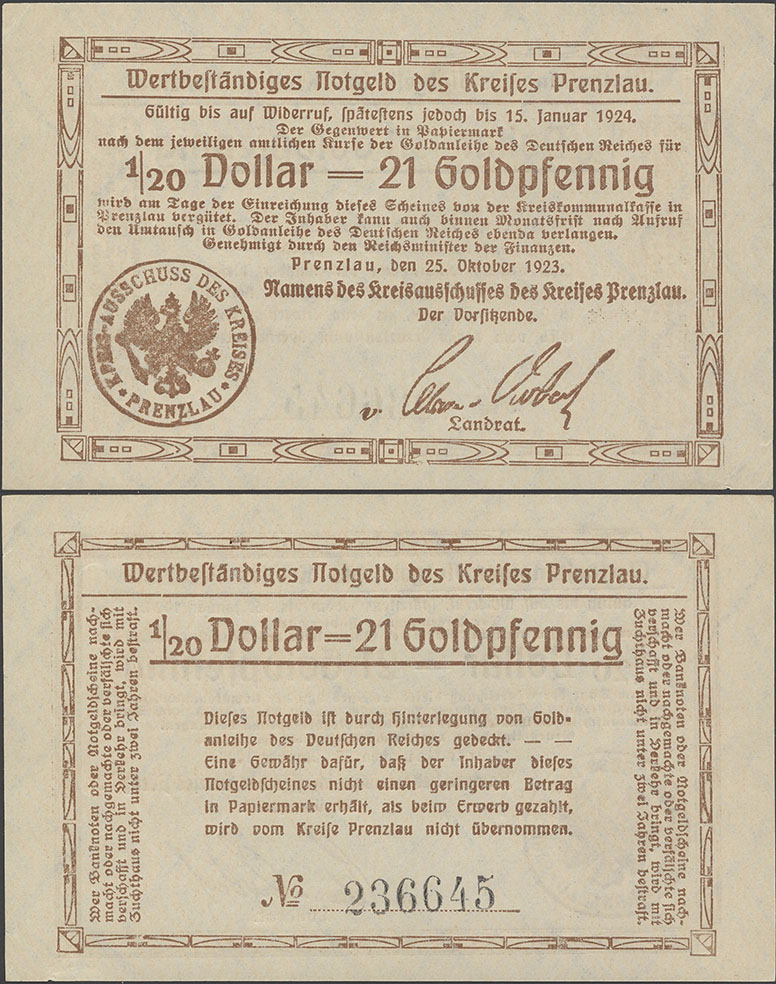 Wertbeständiges Notgeld des Kreises Prenzlau.
Gültig bis auf Widerruf, spätestens jedoch bis 15. Januar 1924.
Der Gegenwert in Papiermark
nach dem jeweiligen amtlichen Kurse der Goldanleihe des Deutschen Reiches für
1/20 Dollar = 21 Goldpfennig
wird am Tage der Einreichung dieses Scheines von der Kreiskommunalkasse in
Prenzlau vergütet. Der Inhaber kann auch binnen Monatsfrist nach Aufruf
den Umtausch in Goldanleihe des Deutschen Reiches ebenda verlangen.
Genehmigt durch den Reichsminister der Finanzen.
Prenzlau, den 25. Oktober 1923.
Namens des Kreisausschusses des Kreises Prenzlau.
Der Vorsitzende.
v.
Landrat.
KREIS-AUSSCHUSS DES KREISES
* PRENZLAU *
Wertbeständiges Notgeld des Kreises Prenzlau.
1/20 Dollar = 21 Goldpfennig
Wer Banknoten oder Notgeldscheine nach-
macht oder nachgemachte oder verfälschte sich
verschafft und in Verkehr bringt, wird mit
Zuchthaus nicht unter zwei Jahren bestraft.
Dieses Notgeld ist durch Hinterlegung von Gold-
anleihe des Deutschen Reiches gedeckt. — —
Eine Gewähr dafür, daß der Inhaber dieses
Notgeldscheines nicht einen geringeren Betrag
in Papiermark erhält, als beim Erwerb gezahlt,
wird vom Kreise Prenzlau nicht übernommen.
No 236645
Wer Banknoten oder Notgeldscheine nach-
macht oder nachgemachte oder verfälschte sich
verschafft und in Verkehr bringt, wird mit
Zuchthaus nicht unter zwei Jahren bestraft.